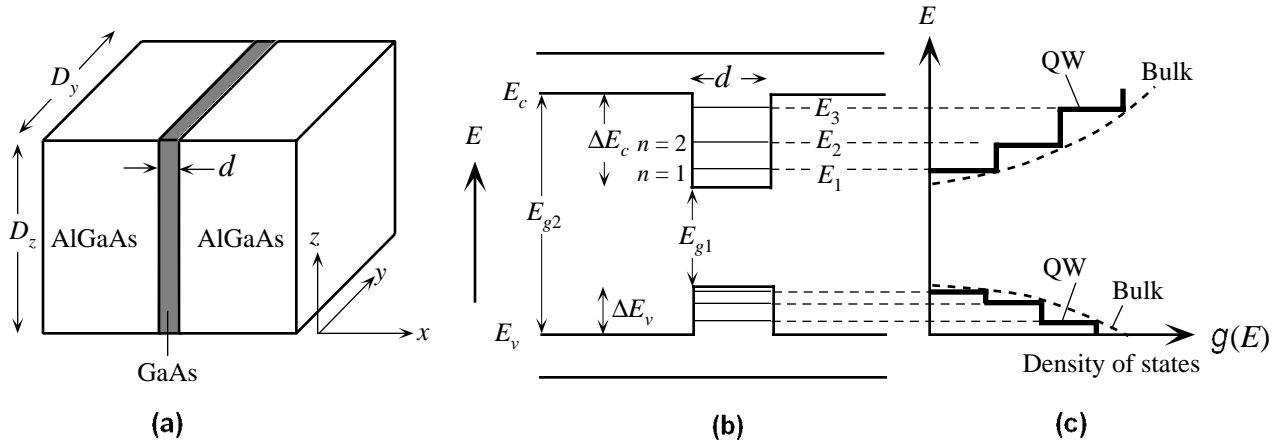 D_y
d
D_z
AlGaAs
AlGaAs
z
y
x
GaAs
(a)
E
E_c
d
ΔE_c
n = 2
n = 1
E_3
E_2
E_1
E_g2
E_g1
ΔE_v
E_v
(b)
E
QW
Bulk
QW
Bulk
g(E)
Density of states
(c)